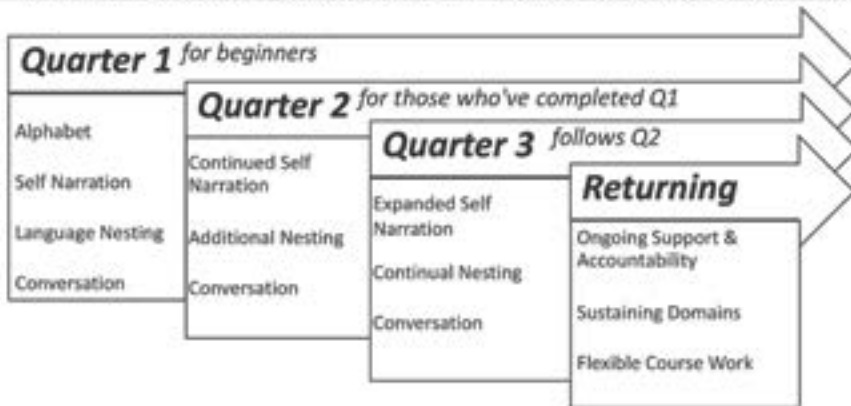 Quarter 1 for beginners
Alphabet
Self Narration
Language Nesting
Conversation
Quarter 2 for those who've completed Q1
Continued Self
Narration
Additional Nesting
Conversation
Quarter 3 follows Q2
Expanded Self
Narration
Continual Nesting
Conversation
Returning
Ongoing Support &
Accountability
Sustaining Domains
Flexible Course Work